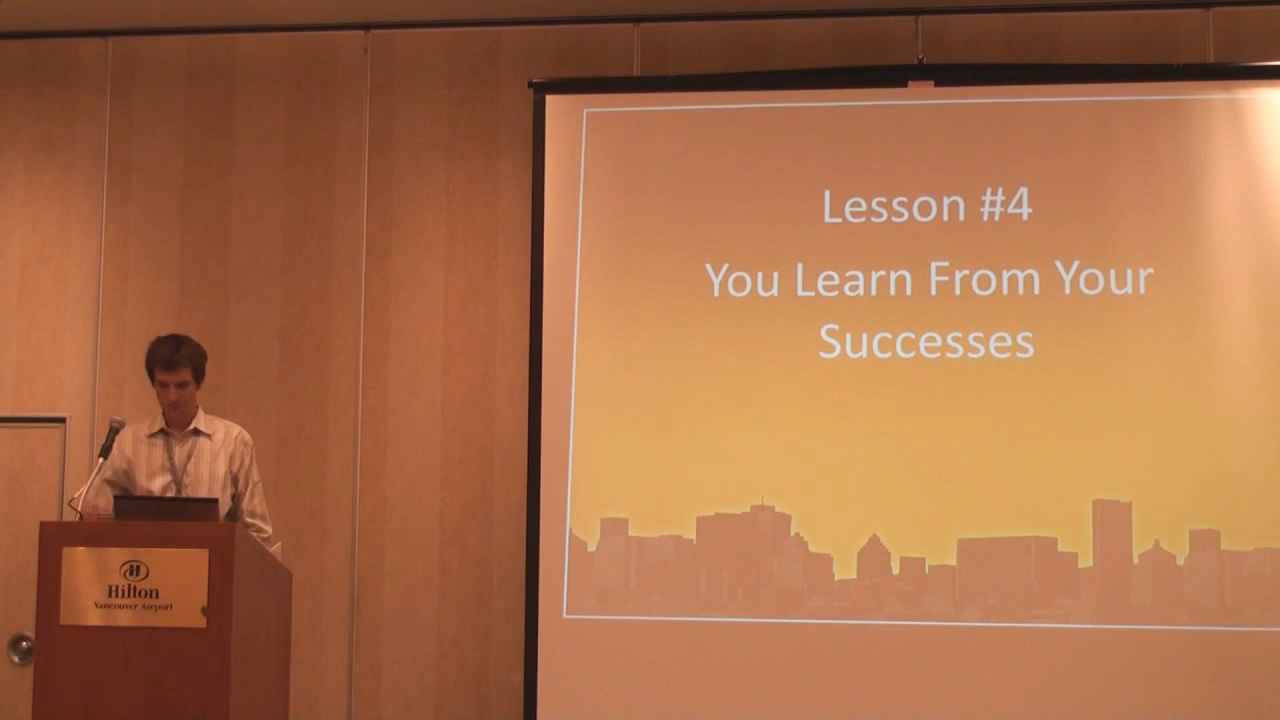 Lesson #4
You Learn From Your
Successes
H
Hilton
Vancouver Airport